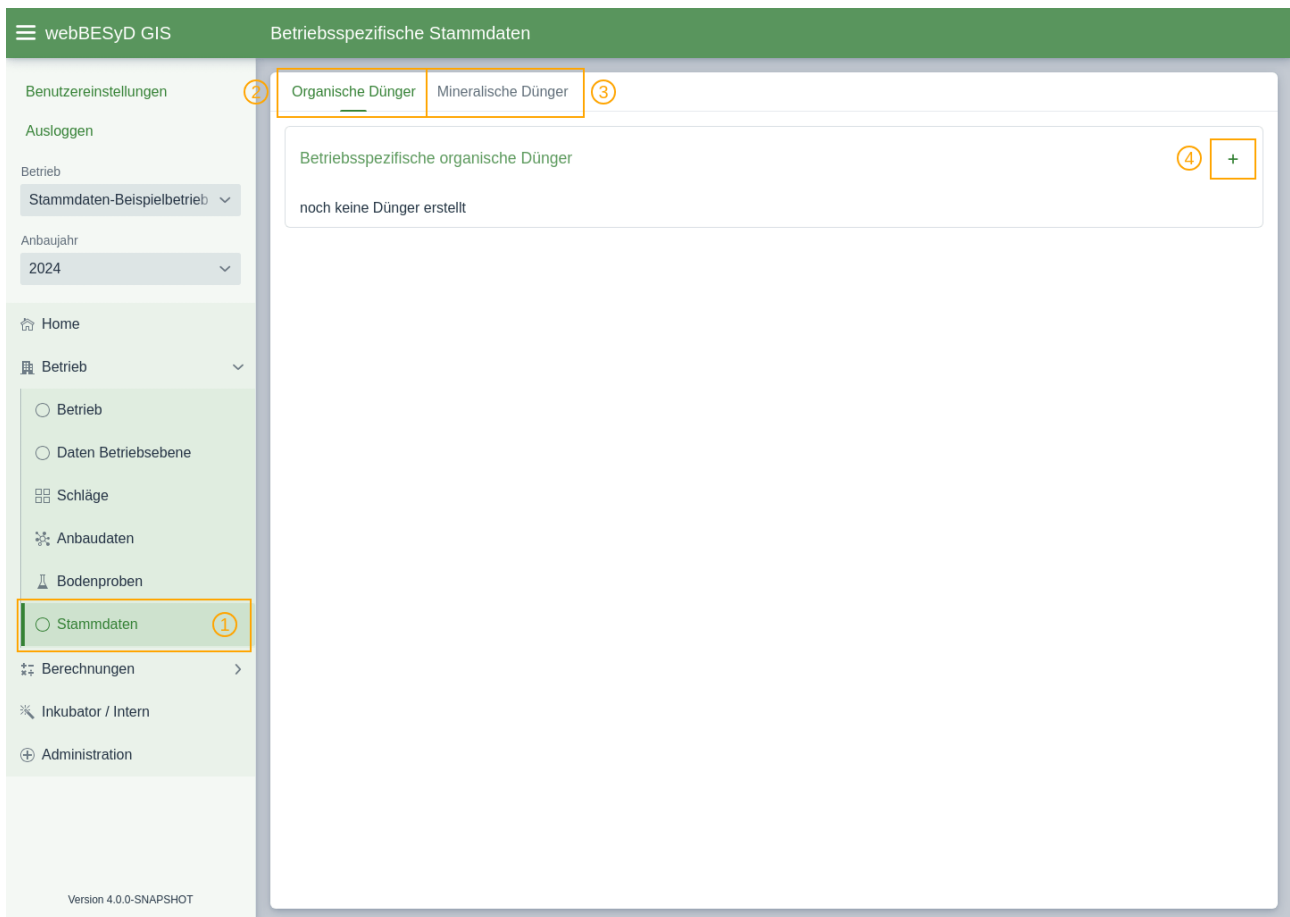 webBESyD GIS
Betriebsspezifische Stammdaten
Benutzereinstellungen
Ausloggen
Betrieb
Stammdaten-Beispielbetrieb
Anbaujahr
2024
Home
Betrieb
Betrieb
Daten Betriebsebene
Schläge
Anbaudaten
Bodenproben
Stammdaten 1
Berechnungen
Inkubator / Intern
Administration
Version 4.0.0-SNAPSHOT
2 Organische Dünger Mineralische Dünger 3
Betriebsspezifische organische Dünger 4 +
noch keine Dünger erstellt